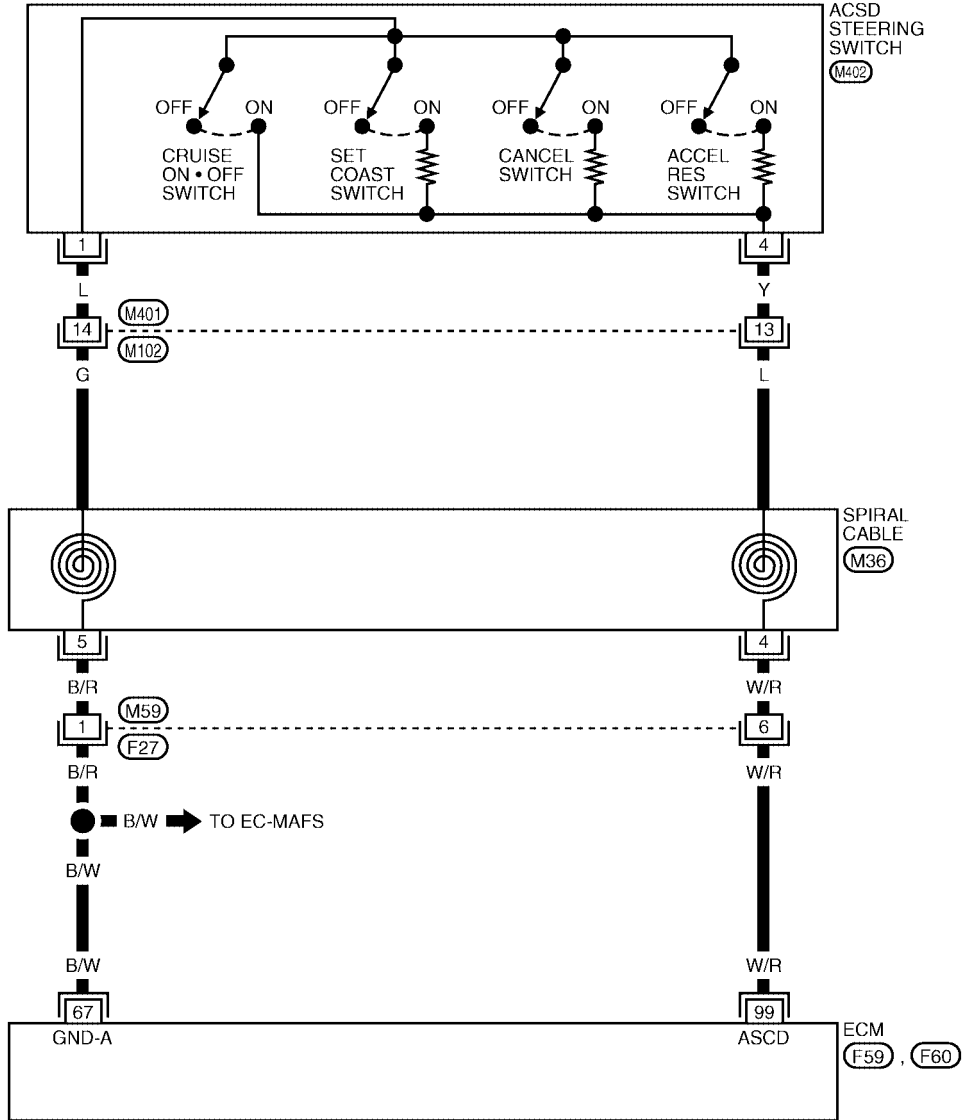 ACSD
STEERING
SWITCH
M402
OFF ON OFF ON OFF ON OFF ON
CRUISE
ON • OFF
SWITCH
SET
COAST
SWITCH
CANCEL
SWITCH
ACCEL
RES
SWITCH
1 4
L Y
14 M401 13
M102
G L
SPIRAL
CABLE
M36
5 4
B/R W/R
1 M59 6
F27
B/R W/R
B/W TO EC-MAFS
B/W
B/W W/R
67 99
GND-A ASCD
ECM
F59 , F60